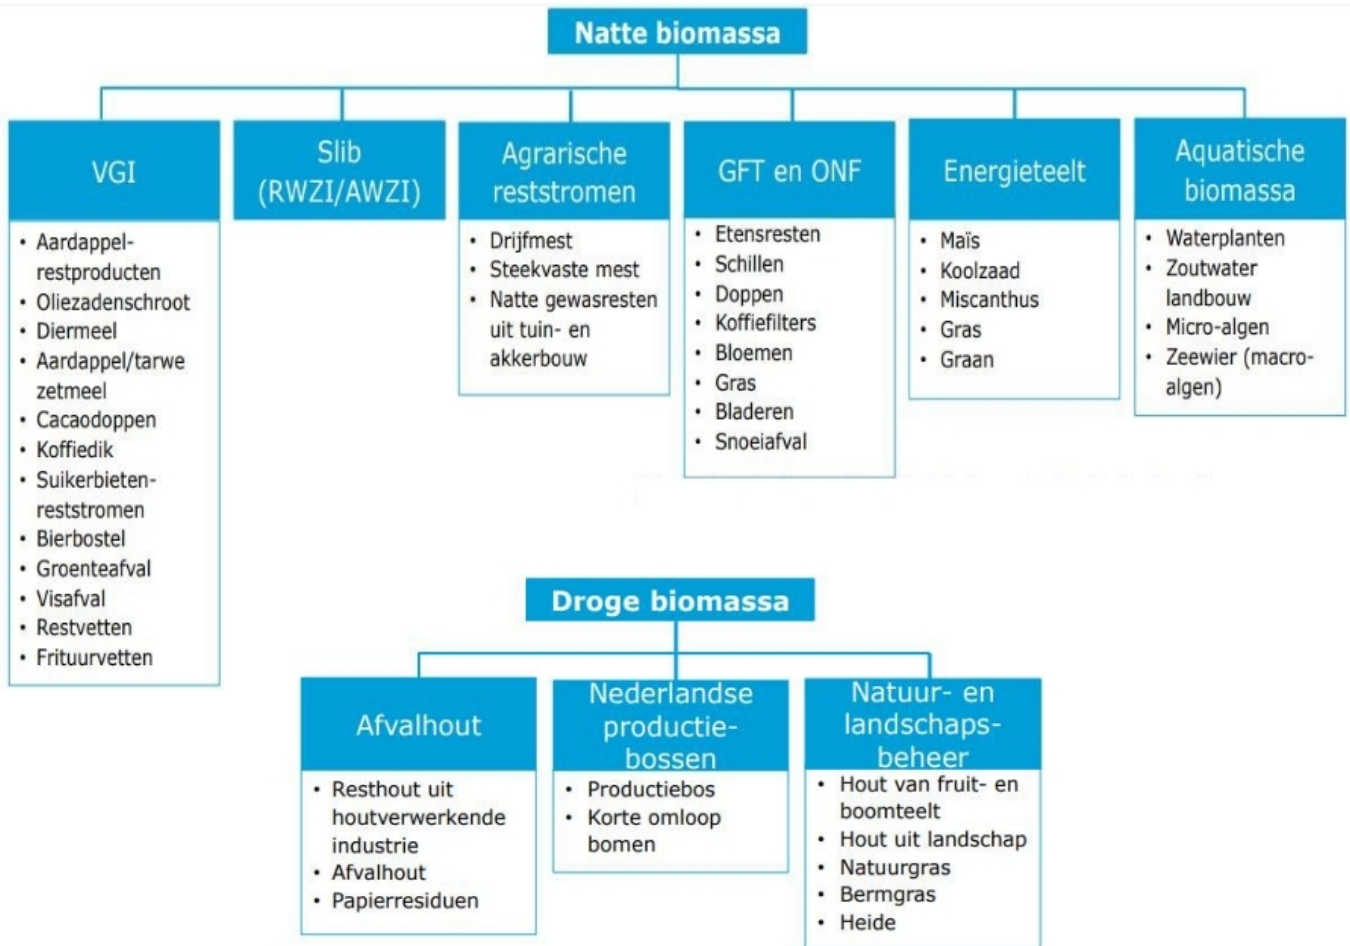 Natte biomassa
VGI
• Aardappel-
restproducten
• Oliezadenschroot
• Diermeel
• Aardappel/tarwe
zetmeel
• Cacaodoppen
• Koffiedik
• Suikerbieten-
reststromen
• Bierbostel
• Groenteafval
• Visafval
• Restvetten
• Frituurvetten
Slib
(RWZI/AWZI)
Agrarische
reststromen
• Drijfmest
• Steekvaste mest
• Natte gewasresten
uit tuin- en
akkerbouw
GFT en ONF
• Etensresten
• Schillen
• Doppen
• Koffiefilters
• Bloemen
• Gras
• Bladeren
• Snoeiafval
Energieteelt
• Maïs
• Koolzaad
• Miscanthus
• Gras
• Graan
Aquatische
biomassa
• Waterplanten
• Zoutwater
landbouw
• Micro-algen
• Zeewier (macro-
algen)
Droge biomassa
Afvalhout
• Resthout uit
houtverwerkende
industrie
• Afvalhout
• Papierresiduen
Nederlandse
productie-
bossen
• Productiebos
• Korte omloop
bomen
Natuur- en
landschaps-
beheer
• Hout van fruit- en
boomteelt
• Hout uit landschap
• Natuurgras
• Bermgras
• Heide